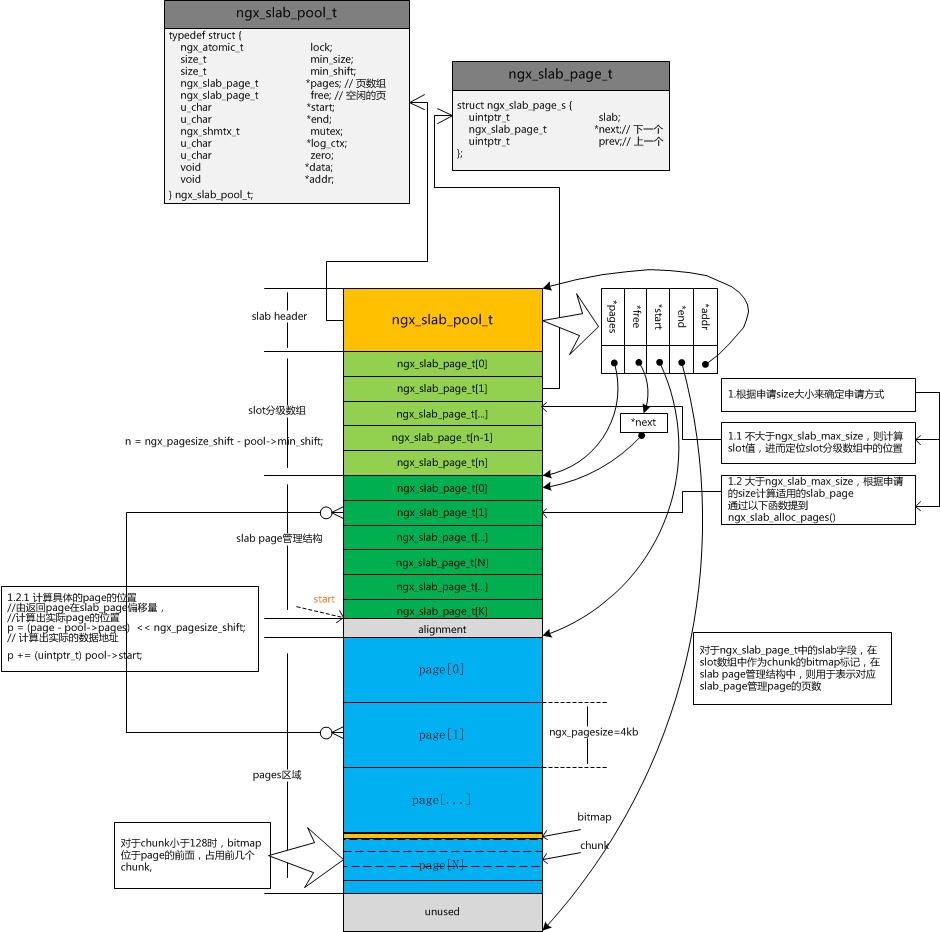 ngx_slab_pool_t
typedef struct {
ngx_atomic_t lock;
size_t min_size;
size_t min_shift;
ngx_slab_page_t *pages; // 页数组
ngx_slab_page_t free; // 空闲的页
u_char *start;
u_char *end;
ngx_shmtx_t mutex;
u_char *log_ctx;
u_char zero;
void *data;
void *addr;
} ngx_slab_pool_t;
ngx_slab_page_t
struct ngx_slab_page_s {
uintptr_t slab;
ngx_slab_page_t *next;// 下一个
uintptr_t prev;// 上一个
};
slab header
ngx_slab_pool_t
*pages
*free
*start
*end
*addr
*next
slot分级数组
n = ngx_pagesize_shift - pool->min_shift;
ngx_slab_page_t[0]
ngx_slab_page_t[1]
ngx_slab_page_t[...]
ngx_slab_page_t[n-1]
ngx_slab_page_t[n]
1.根据申请size大小来确定申请方式
1.1 不大于ngx_slab_max_size，则计算
slot值，进而定位slot分级数组中的位置
1.2 大于ngx_slab_max_size，根据申请
的size计算适用的slab_page
通过以下函数提到
ngx_slab_alloc_pages()
slab page管理结构
ngx_slab_page_t[0]
ngx_slab_page_t[1]
ngx_slab_page_t[...]
ngx_slab_page_t[N]
ngx_slab_page_t[...]
ngx_slab_page_t[K]
start
alignment
1.2.1 计算具体的page的位置
//由返回page在slab_page偏移量，
//计算出实际page的位置
p = (page - pool->pages) << ngx_pagesize_shift;
// 计算出实际的数据地址
p += (uintptr_t) pool->start;
对于ngx_slab_page_t中的slab字段，在
slot数组中作为chunk的bitmap标记，在
slab page管理结构中，则用于表示对应
slab_page管理page的页数
page[0]
page[1]
ngx_pagesize=4kb
pages区域
page[...]
bitmap
chunk
page[N]
对于chunk小于128时，bitmap
位于page的前面，占用前几个
chunk,
unused